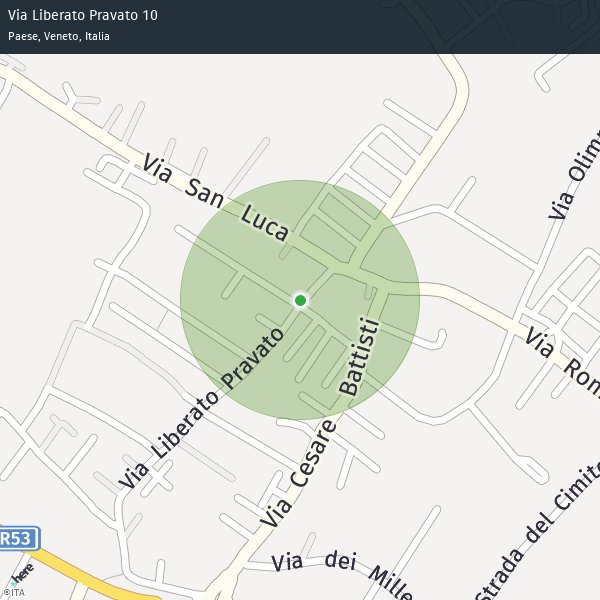 Via Liberato Pravato 10
Paese, Veneto, Italia
Via San Luca
Via Olimp
Via Liberato Pravato
Via Cesare Battisti
Via Rom
Via dei Mille
Strada del Cimite
R53
here
©ITA